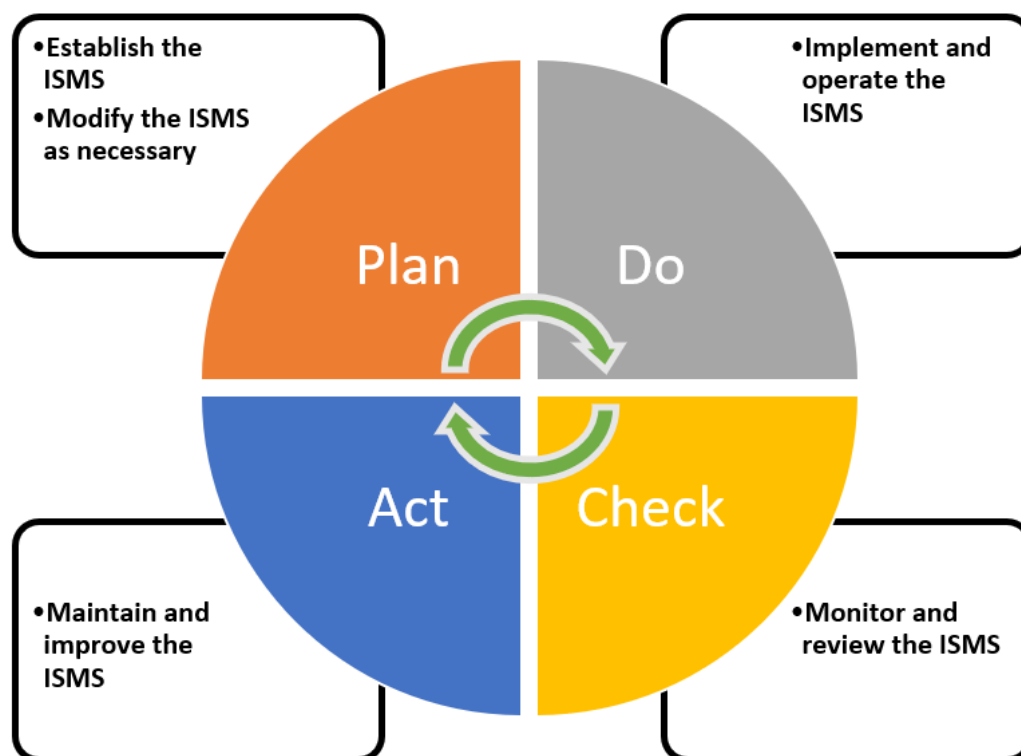 •Establish the
ISMS
•Modify the ISMS
as necessary
•Implement and
operate the
ISMS
Plan
Do
Act
Check
•Maintain and
improve the
ISMS
•Monitor and
review the ISMS